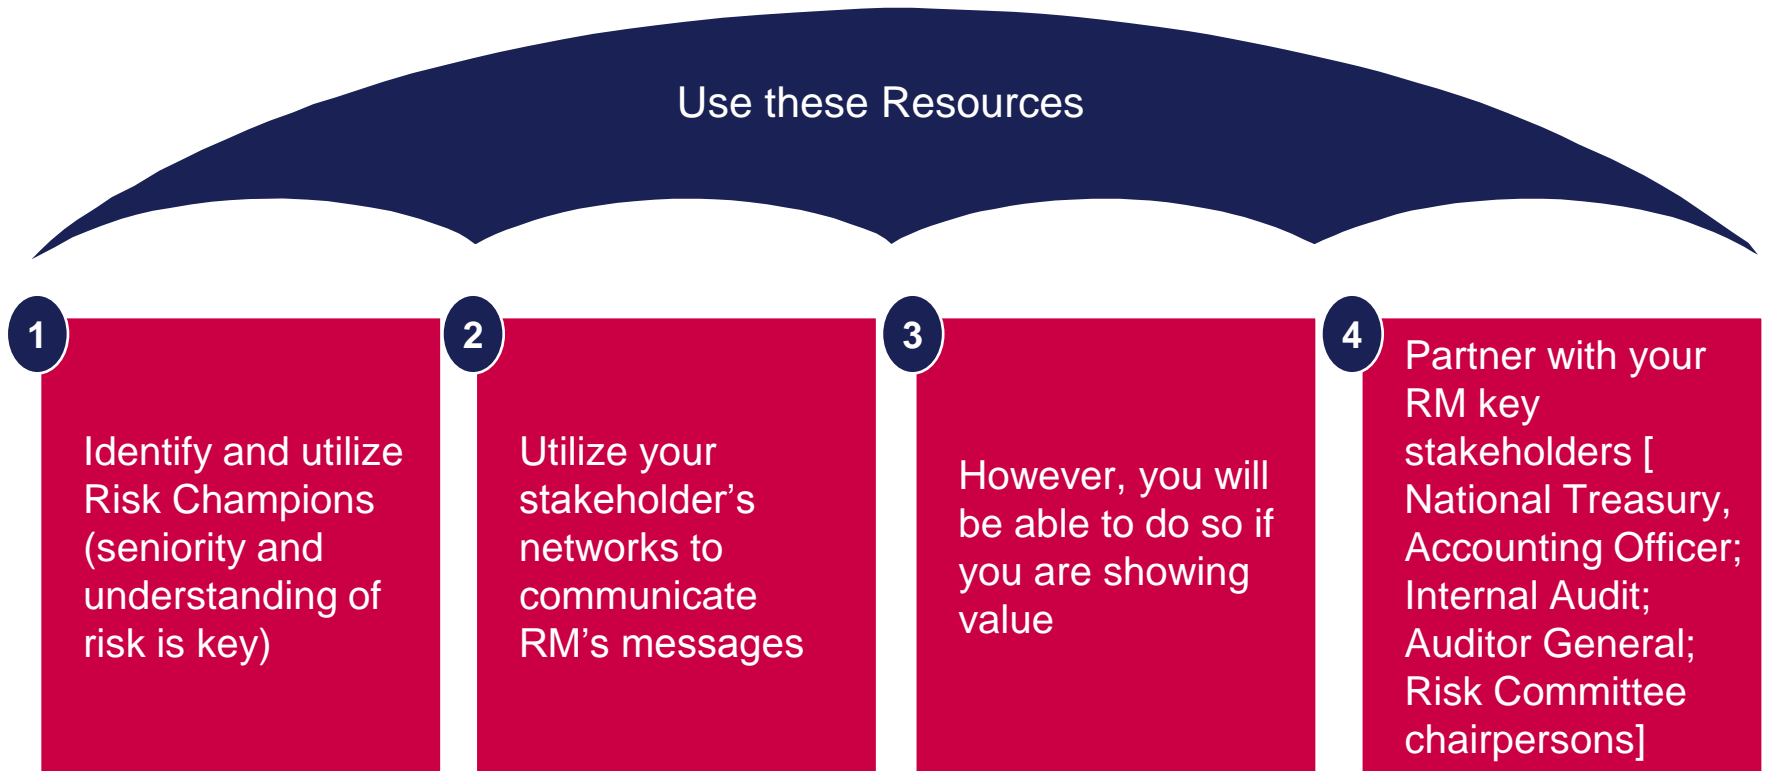 Use these Resources
1
Identify and utilize
Risk Champions
(seniority and
understanding of
risk is key)
2
Utilize your
stakeholder’s
networks to
communicate
RM’s messages
3
However, you will
be able to do so if
you are showing
value
4
Partner with your
RM key
stakeholders [
National Treasury,
Accounting Officer;
Internal Audit;
Auditor General;
Risk Committee
chairpersons]